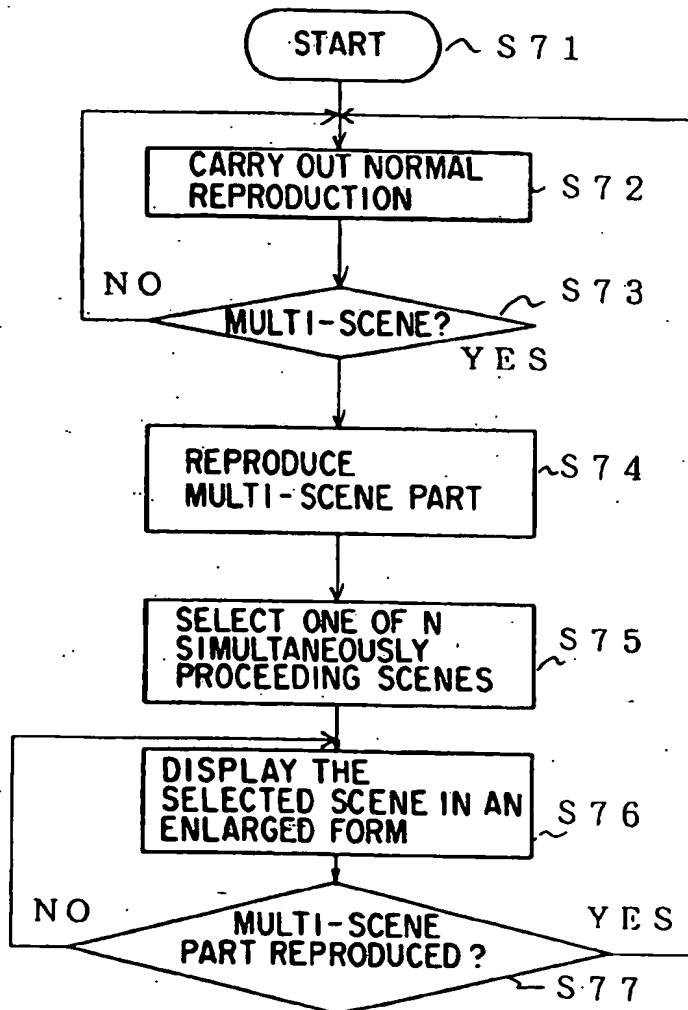 START
S71
CARRY OUT NORMAL
REPRODUCTION
S72
NO
S73
MULTI-SCENE?
YES
REPRODUCE
MULTI-SCENE PART
S74
SELECT ONE OF N
SIMULTANEOUSLY
PROCEEDING SCENES
S75
DISPLAY THE
SELECTED SCENE IN AN
ENLARGED FORM
S76
NO
MULTI-SCENE
PART REPRODUCED?
YES
S77